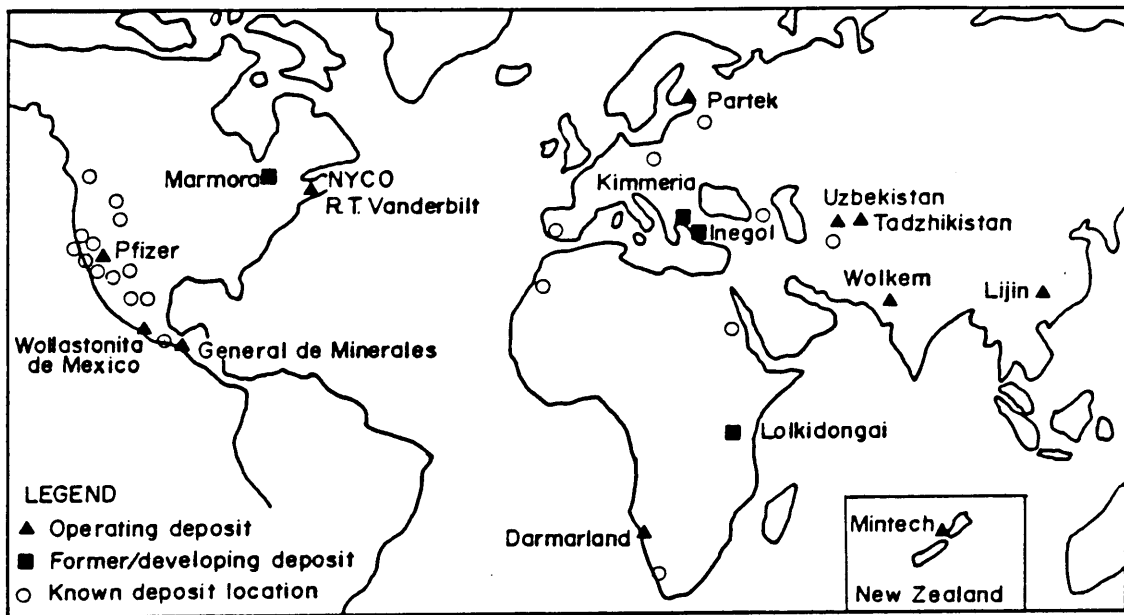 Partek
Marmora
NYCO
R.T. Vanderbilt
Kimmeria
Inegol
Uzbekistan
Tadzhikistan
Pfizer
Wolkem
Lijin
Wollastonita
de Mexico
General de Minerales
Lolkidongai
LEGEND
Operating deposit
Former/developing deposit
Known deposit location
Darmarland
Mintech
New Zealand